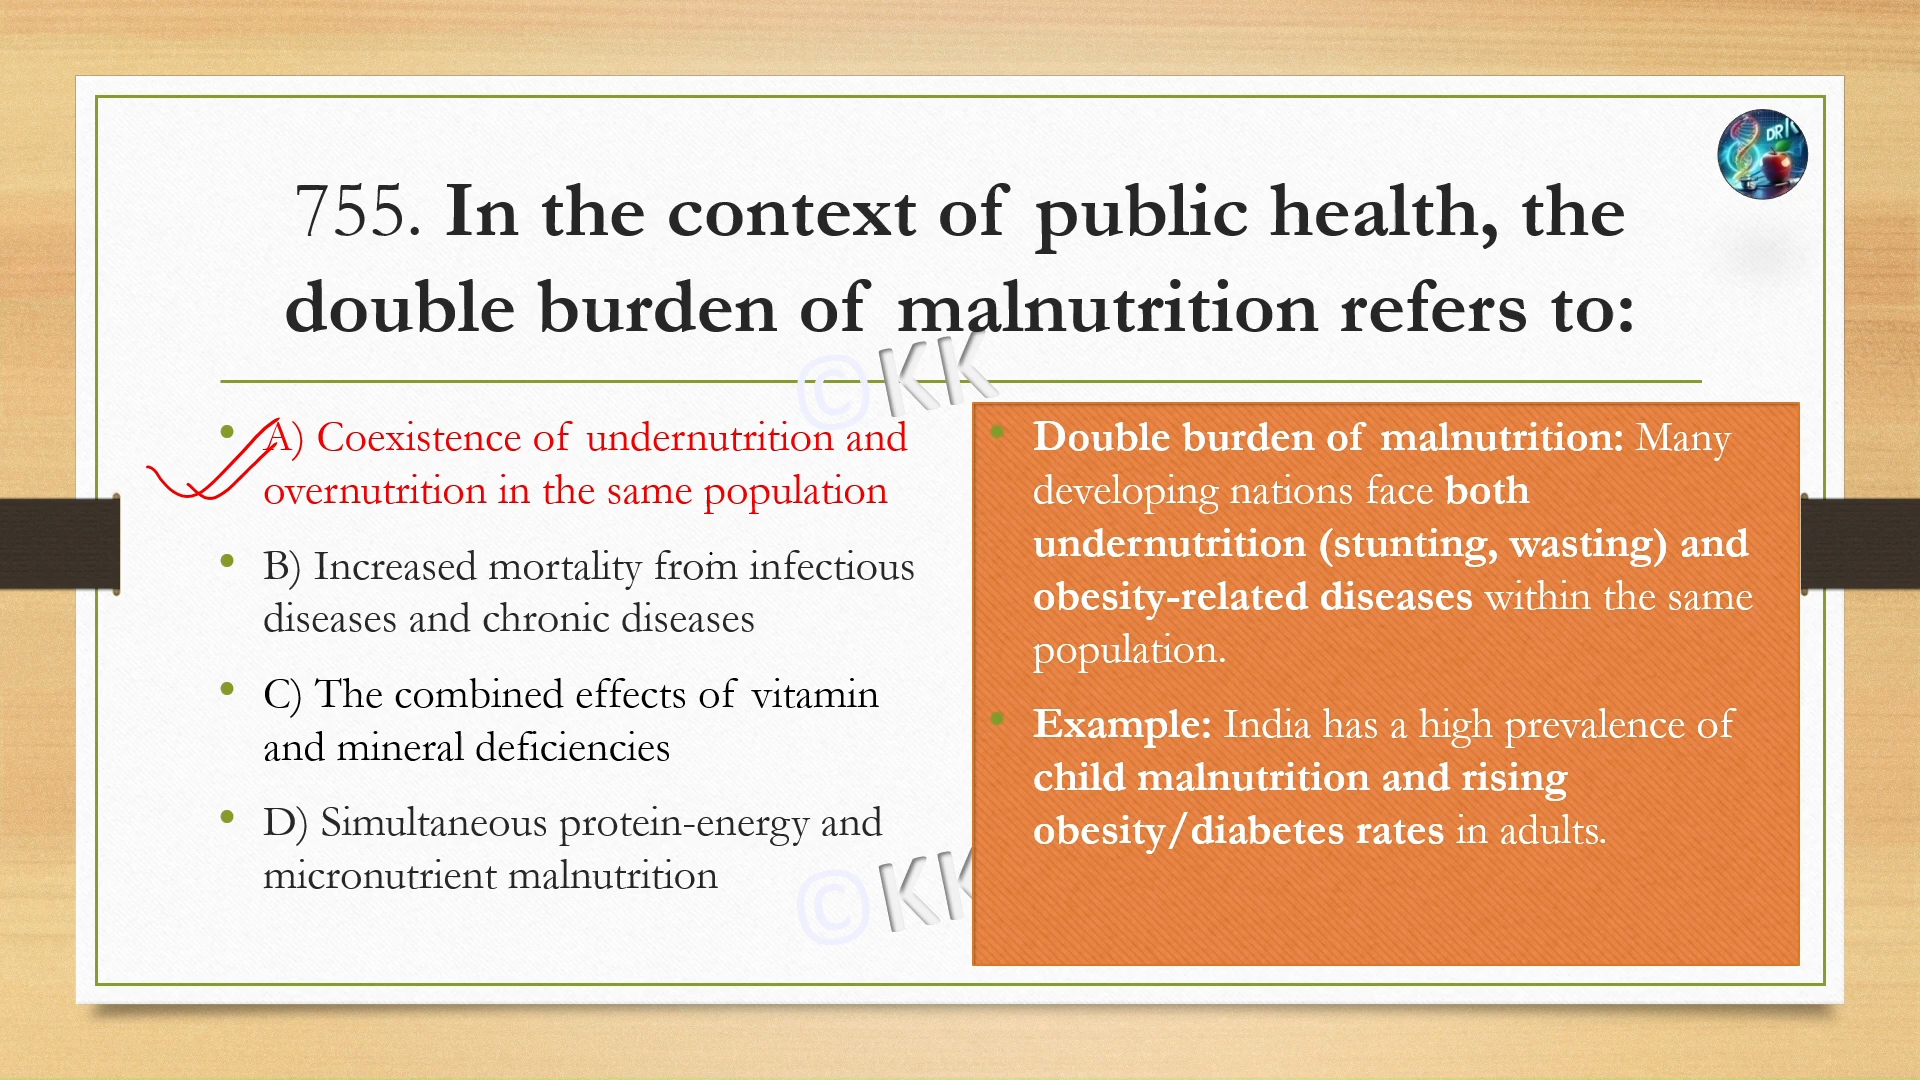 755. In the context of public health, the
double burden of malnutrition refers to:
©KK
• A) Coexistence of undernutrition and
overnutrition in the same population
• B) Increased mortality from infectious
diseases and chronic diseases
• C) The combined effects of vitamin
and mineral deficiencies
• D) Simultaneous protein-energy and
micronutrient malnutrition
©KK
• Double burden of malnutrition: Many
developing nations face both
undernutrition (stunting, wasting) and
obesity-related diseases within the same
population.
• Example: India has a high prevalence of
child malnutrition and rising
obesity/diabetes rates in adults.